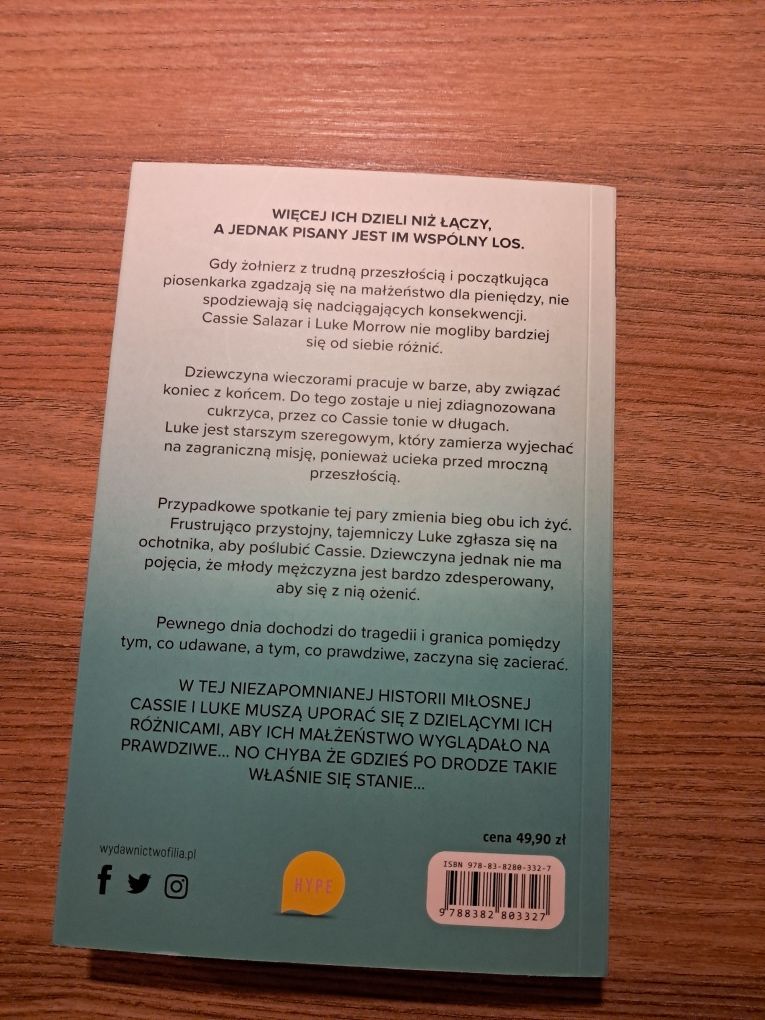 WIĘCEJ ICH DZIELI NIŻ ŁĄCZY,
A JEDNAK PISANY JEST IM WSPÓLNY LOS.
Gdy żołnierz z trudną przeszłością i początkująca
piosenkarka zgadzają się na małżeństwo dla pieniędzy, nie
spodziewają się nadciągających konsekwencji.
Cassie Salazar i Luke Morrow nie mogliby bardziej
się od siebie różnić.
Dziewczyna wieczorami pracuje w barze, aby związać
koniec z końcem. Do tego zostaje u niej zdiagnozowana
cukrzyca, przez co Cassie tonie w długach.
Luke jest starszym szeregowym, który zamierza wyjechać
na zagraniczną misję, ponieważ ucieka przed mroczną
przeszłością.
Przypadkowe spotkanie tej pary zmienia bieg obu ich żyć.
Frustrująco przystojny, tajemniczy Luke zgłasza się na
ochotnika, aby poślubić Cassie. Dziewczyna jednak nie ma
pojęcia, że młody mężczyzna jest bardzo zdesperowany,
aby się z nią ożenić.
Pewnego dnia dochodzi do tragedii i granica pomiędzy
tym, co udawane, a tym, co prawdziwe, zaczyna się zacierać.
W TEJ NIEZAPOMNIANEJ HISTORII MIŁOSNEJ
CASSIE I LUKE MUSZĄ UPORAĆ SIĘ Z DZIELĄCYMI ICH
RÓŻNICAMI, ABY ICH MAŁŻEŃSTWO WYGLĄDAŁO NA
PRAWDZIWE... NO CHYBA ŻE GDZIEŚ PO DRODZE TAKIE
WŁAŚNIE SIĘ STANIE...
cena 49,90 zł
wydawnictwofilia.pl
HYPE
ISBN 978-83-8280-332-7
9 788382 803327